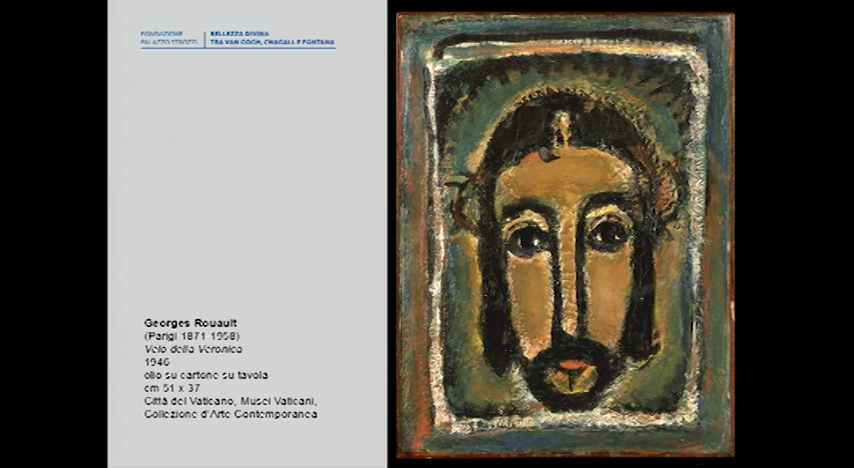 FONDAZIONE
PALAZZO STROZZI
BELLEZZA DIVINA
TRA VAN GOGH, CHAGALL E FONTANA
Georges Rouault
(Parigi 1871 1958)
Velo della Veronica
1946
olio su cartone su tavola
cm 51 x 37
Città del Vaticano, Musei Vaticani,
Collezione d'Arte Contemporanea